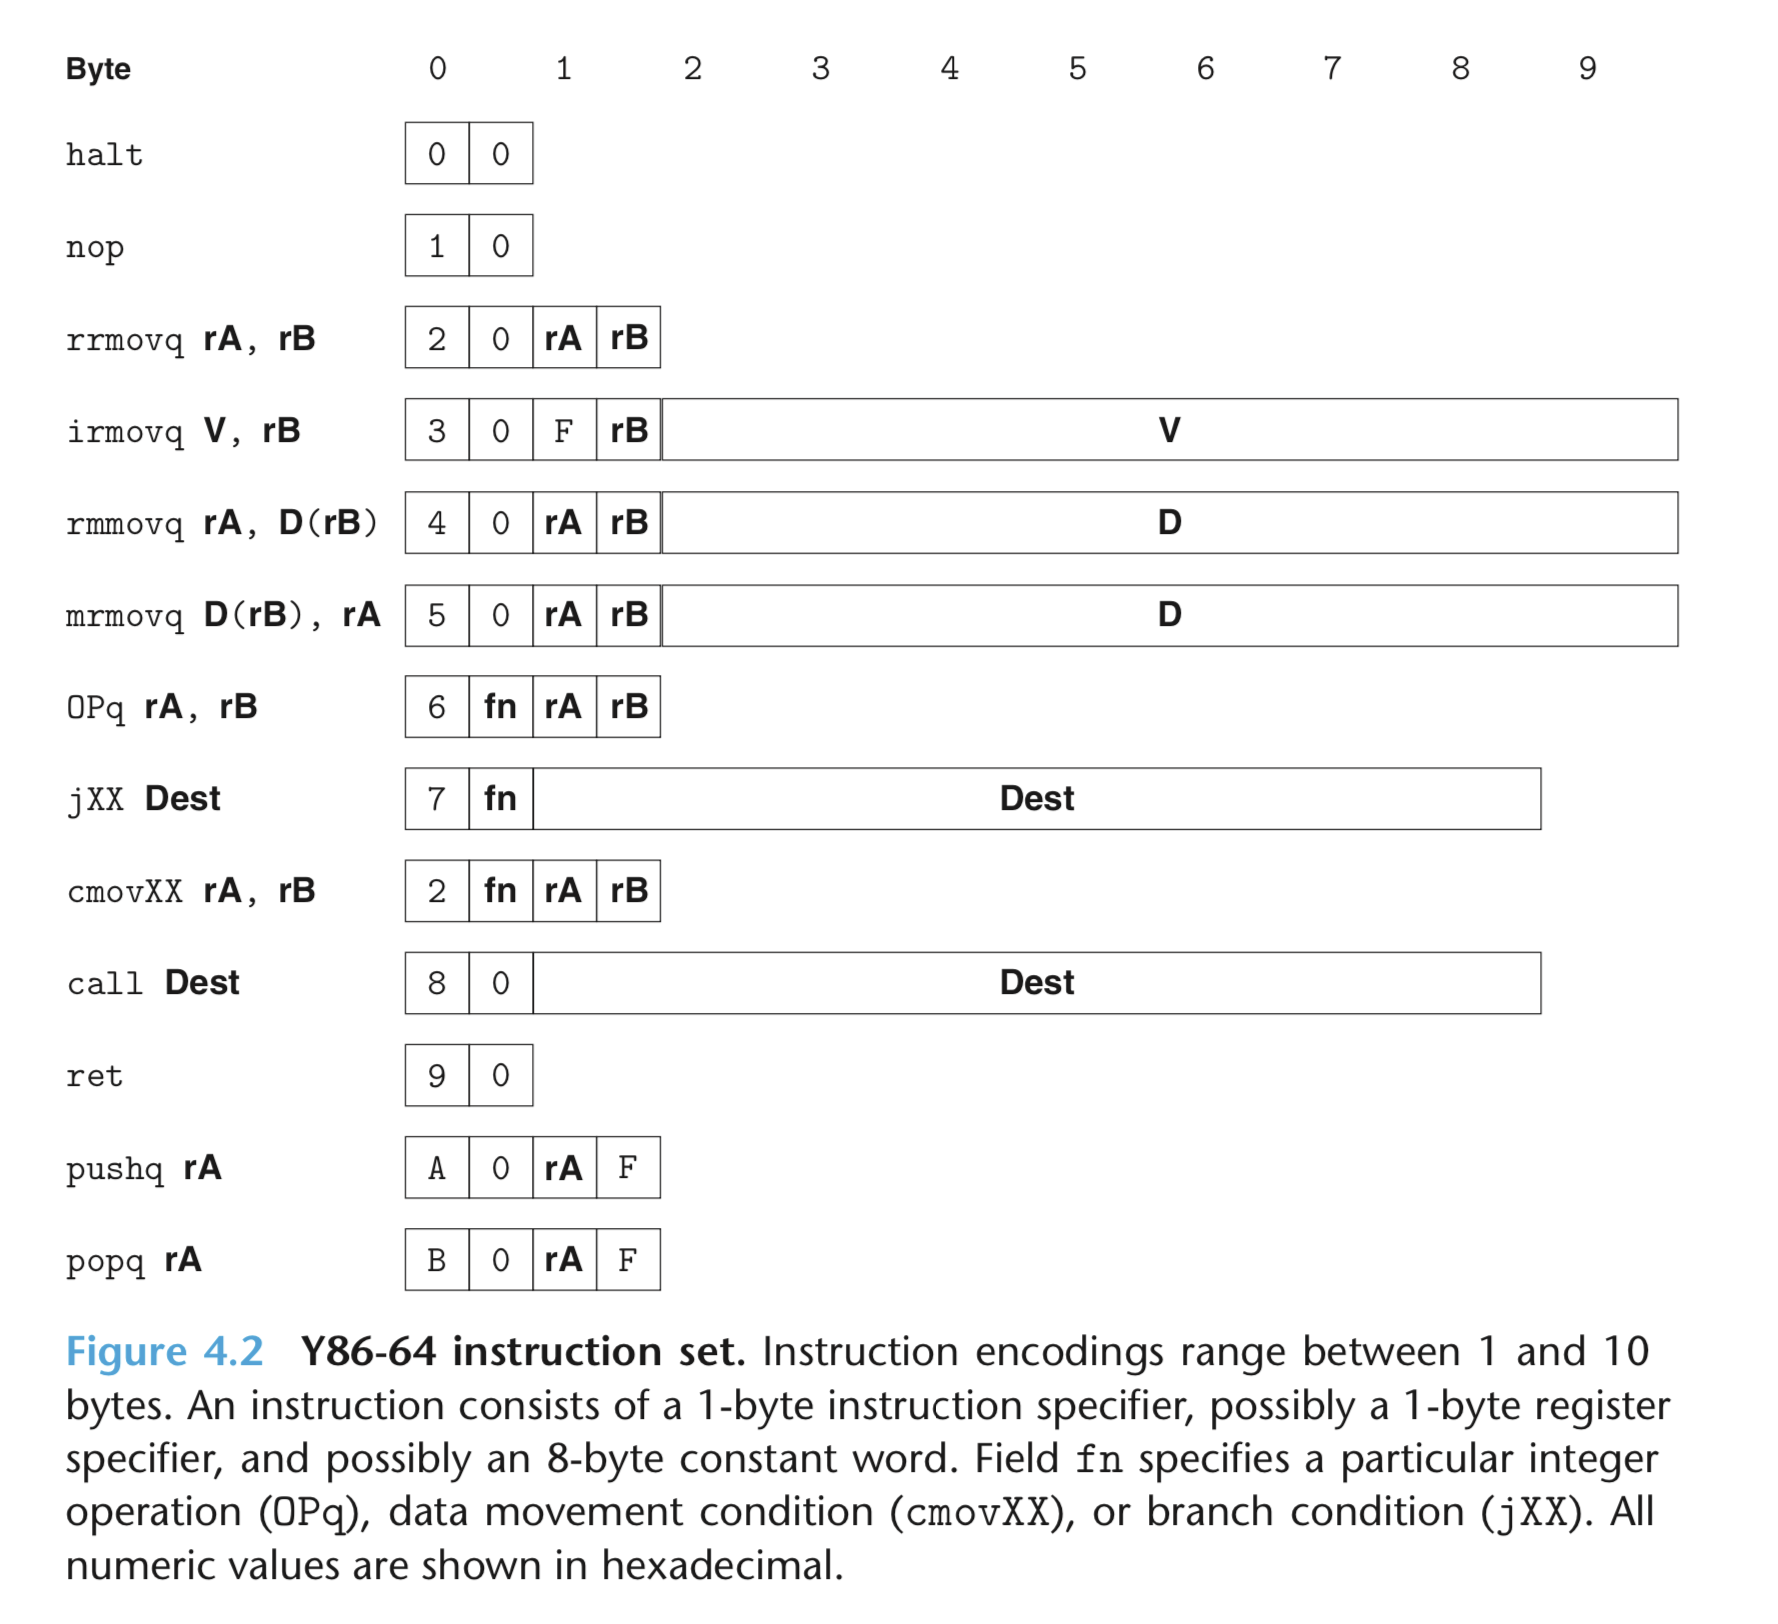 Byte 0 1 2 3 4 5 6 7 8 9
halt 0 0
nop 1 0
rrmovq rA, rB 2 0 rA rB
irmovq V, rB 3 0 F rB V
rmmovq rA, D(rB) 4 0 rA rB D
mrmovq D(rB), rA 5 0 rA rB D
OPq rA, rB 6 fn rA rB
jXX Dest 7 fn Dest
cmovXX rA, rB 2 fn rA rB
call Dest 8 0 Dest
ret 9 0
pushq rA A 0 rA F
popq rA B 0 rA F
Figure 4.2 Y86-64 instruction set. Instruction encodings range between 1 and 10
bytes. An instruction consists of a 1-byte instruction specifier, possibly a 1-byte register
specifier, and possibly an 8-byte constant word. Field fn specifies a particular integer
operation (OPq), data movement condition (cmovXX), or branch condition (jXX). All
numeric values are shown in hexadecimal.